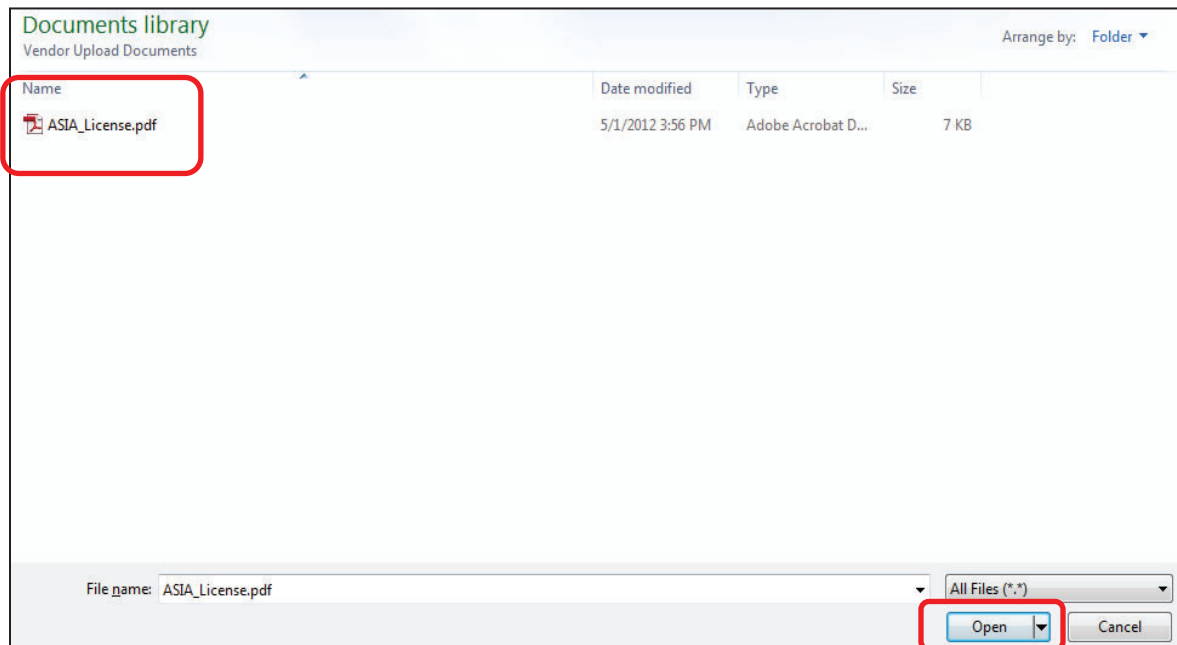 Documents library
Vendor Upload Documents
Arrange by: Folder
Name Date modified Type Size
ASIA_License.pdf 5/1/2012 3:56 PM Adobe Acrobat D... 7 KB
File name: ASIA_License.pdf All Files (*.*)
Open Cancel